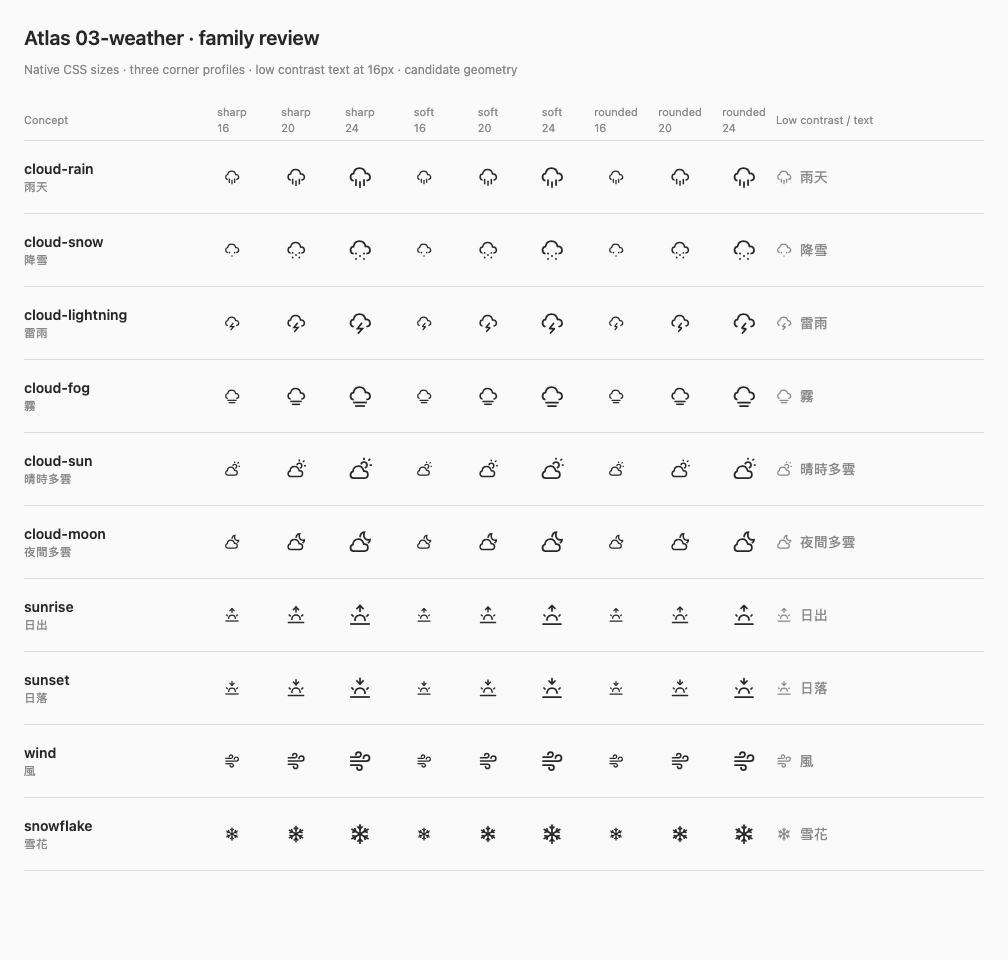 Atlas 03-weather · family review
Native CSS sizes · three corner profiles · low contrast text at 16px · candidate geometry
Concept sharp 16 sharp 20 sharp 24 soft 16 soft 20 soft 24 rounded 16 rounded 20 rounded 24 Low contrast / text
cloud-rain
雨天
雨天
cloud-snow
降雪
降雪
cloud-lightning
雷雨
雷雨
cloud-fog
霧
霧
cloud-sun
晴時多雲
晴時多雲
cloud-moon
夜間多雲
夜間多雲
sunrise
日出
日出
sunset
日落
日落
wind
風
風
snowflake
雪花
雪花